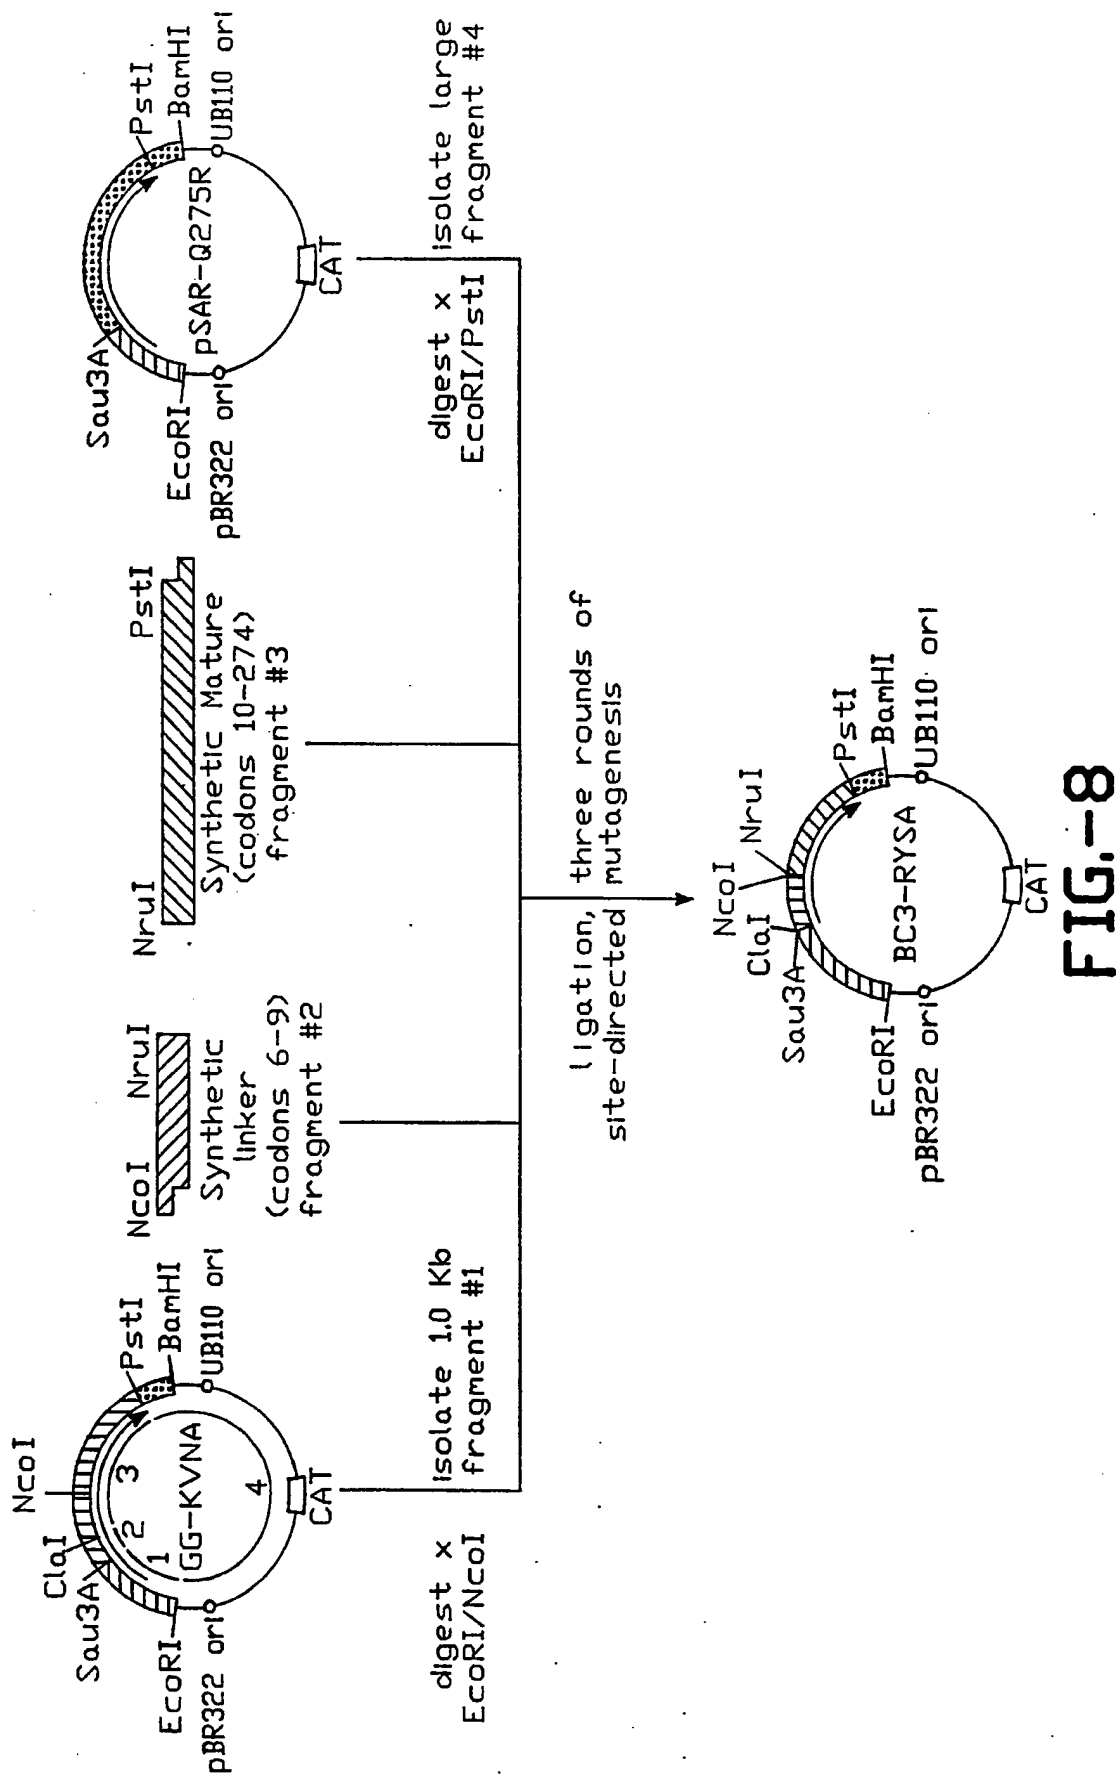 NcoI
ClaI
Sau3A
PstI
BamHI
EcoRI
UB110 ori
pBR322 ori
1
2
3
4
GG-KVNA
CAT
NcoI
NruI
Synthetic
linker
(codons 6-9)
fragment #2
NruI
PstI
Synthetic Mature
(codons 10-274)
fragment #3
Sau3A
PstI
BamHI
EcoRI
UB110 ori
pBR322 ori
pSAR-Q275R
CAT
digest x
EcoRI/NcoI
isolate 1.0 Kb
fragment #1
digest x
EcoRI/PstI
isolate large
fragment #4
ligation, three rounds of
site-directed mutagenesis
NcoI
NruI
ClaI
Sau3A
PstI
BamHI
EcoRI
UB110 ori
pBR322 ori
BC3-RYSA
CAT
FIG.-8